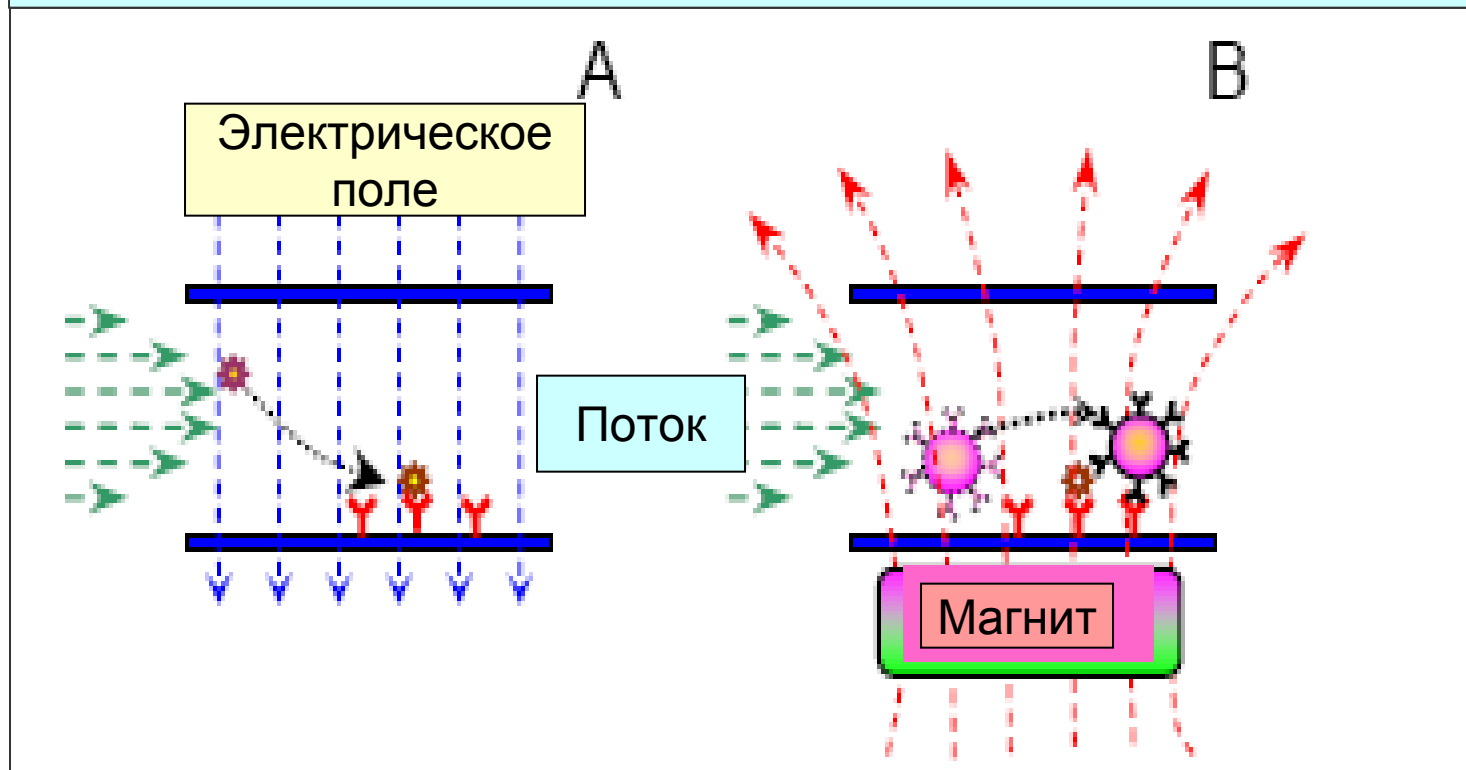 A
B
Электрическое
поле
Поток
Магнит